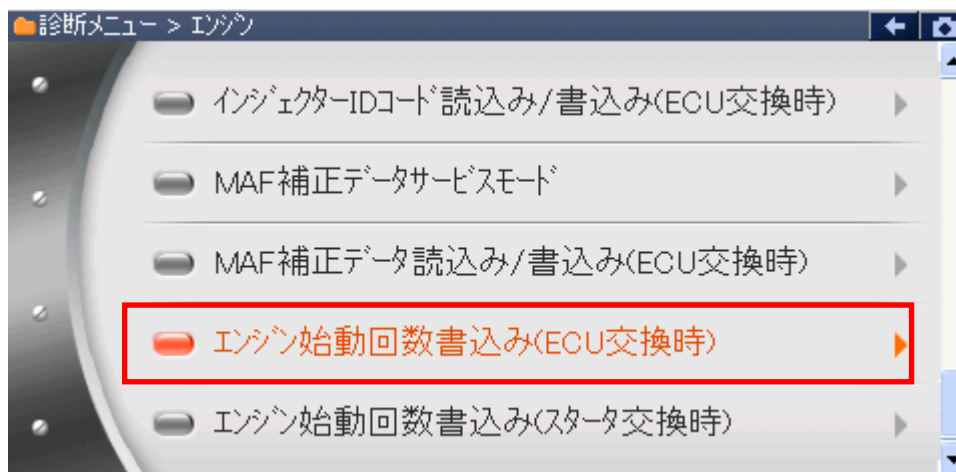 診断メニュー > エンジン
インジェクターIDコード読込み/書込み(ECU交換時)
MAF補正データサービスモード
MAF補正データ読込み/書込み(ECU交換時)
エンジン始動回数書込み(ECU交換時)
エンジン始動回数書込み(スタータ交換時)